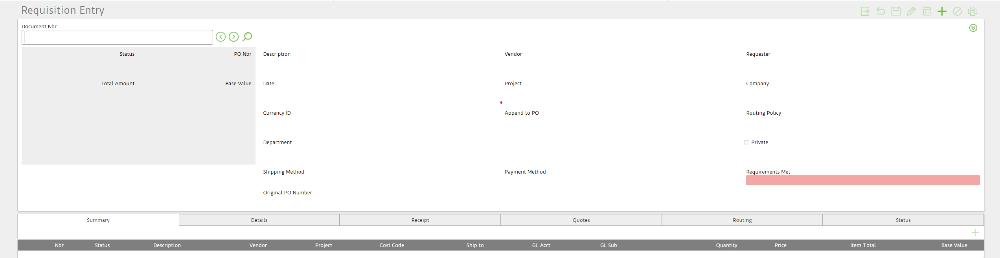 Requisition Entry
Document Nbr
Status PO Nbr Description Vendor Requester
Total Amount Base Value Date Project Company
Currency ID Append to PO Routing Policy
Department Private
Shipping Method Payment Method Requirements Met
Original PO Number
Summary Details Receipt Quotes Routing Status
Nbr Status Description Vendor Project Cost Code Ship to GL Acct GL Sub Quantity Price Item Total Base Value